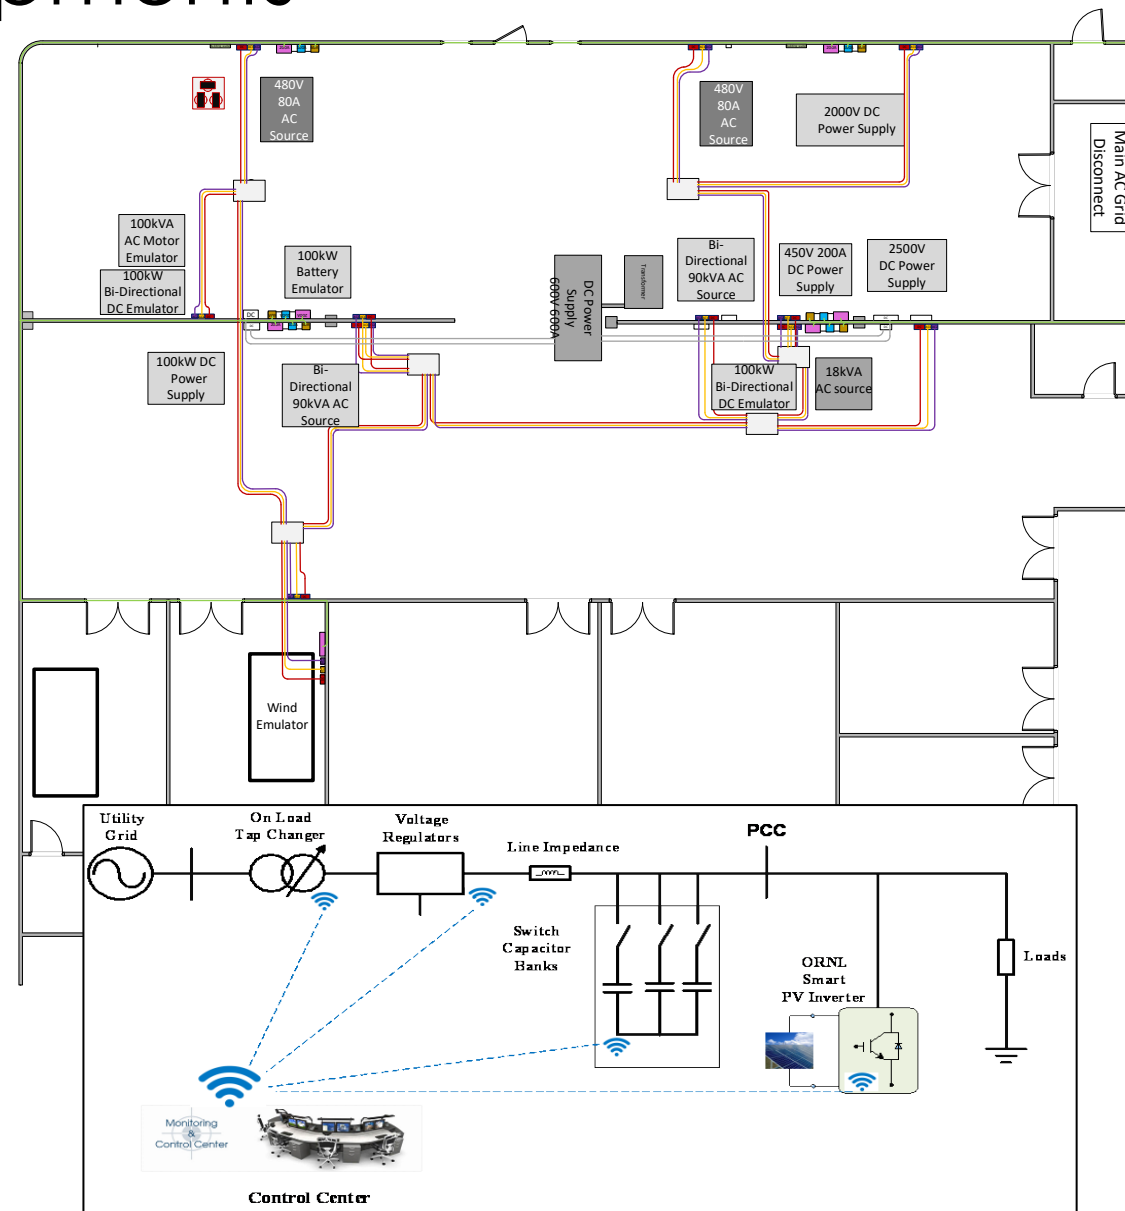 480V
80A
AC
Source
480V
80A
AC
Source
2000V DC
Power Supply
Main AC Grid
Disconnect
100kVA
AC Motor
Emulator
100kW
Bi-Directional
DC Emulator
100kW
Battery
Emulator
DC Power
Supply
600V 600A
Transformer
Bi-
Directional
90kVA AC
Source
450V 200A
DC Power
Supply
2500V
DC Power
Supply
DC
100kW DC
Power
Supply
Bi-
Directional
90kVA AC
Source
100kW
Bi-Directional
DC Emulator
18kVA
AC source
Wind
Emulator
Utility
Grid
On Load
Tap Changer
Voltage
Regulators
Line Impedance
PCC
Switch
Capacitor
Banks
ORNL
Smart
PV Inverter
Loads
Monitoring
&
Control Center
Control Center